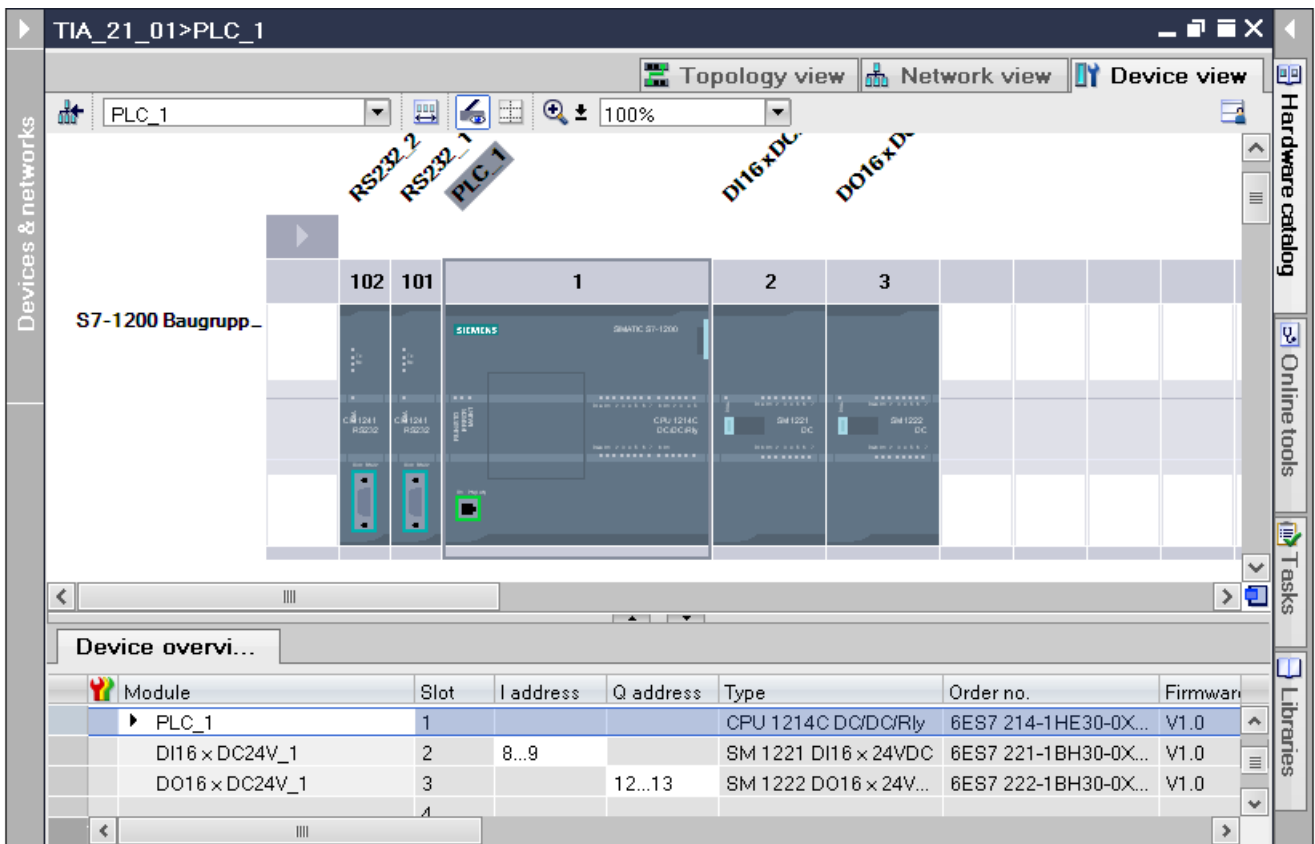 TIA_21_01>PLC_1
Topology view Network view Device view
PLC_1 100%
Devices & networks
RS232_2 RS232_1 PLC_1 DI16 x DC... DO16 x DC...
102 101 1 2 3
S7-1200 Baugrupp_
SIEMENS SIMATIC S7-1200
CM 1241 RS232
CM 1241 RS232
CPU 1214C DC/DC/Rly
SM 1221 DC
SM 1222 DC
Device overvi...
Module Slot I address Q address Type Order no. Firmwar
PLC_1 1 CPU 1214C DC/DC/Rly 6ES7 214-1HE30-0X... V1.0
DI16 x DC24V_1 2 8...9 SM 1221 DI16 x 24VDC 6ES7 221-1BH30-0X... V1.0
DO16 x DC24V_1 3 12...13 SM 1222 DO16 x 24V... 6ES7 222-1BH30-0X... V1.0
4
Hardware catalog
Online tools
Tasks
Libraries